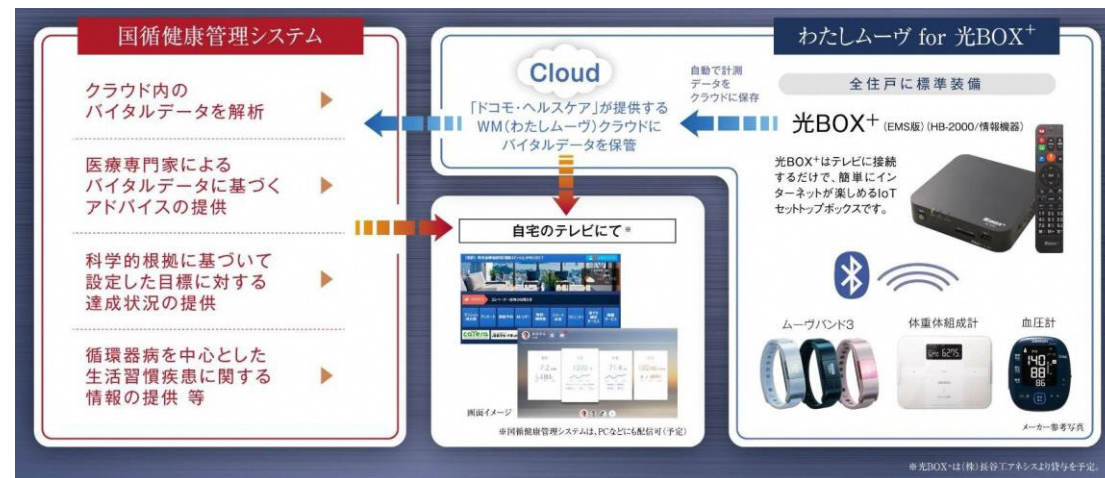 国循健康管理システム
クラウド内の
バイタルデータを解析
医療専門家による
バイタルデータに基づく
アドバイスの提供
科学的根拠に基づいて
設定した目標に対する
達成状況の提供
循環器病を中心とした
生活習慣疾患に関する
情報の提供 等
Cloud
「ドコモ・ヘルスケア」が提供する
WM(わたしムーヴ)クラウドに
バイタルデータを保管
自動で計測
データを
クラウドに保存
自宅のテレビにて※
画面イメージ
※国循健康管理システムは、PCなどにも配信可(予定)
わたしムーヴ for 光BOX+
全住戸に標準装備
光BOX+ (EMS版)(HB-2000/情報機器)
光BOX+はテレビに接続
するだけで、簡単にイン
ターネットが楽しめるIoT
セットトップボックスです。
ムーヴバンド3
体重体組成計
血圧計
メーカー参考写真
※光BOX+は(株)長谷工アネシスより貸与を予定。